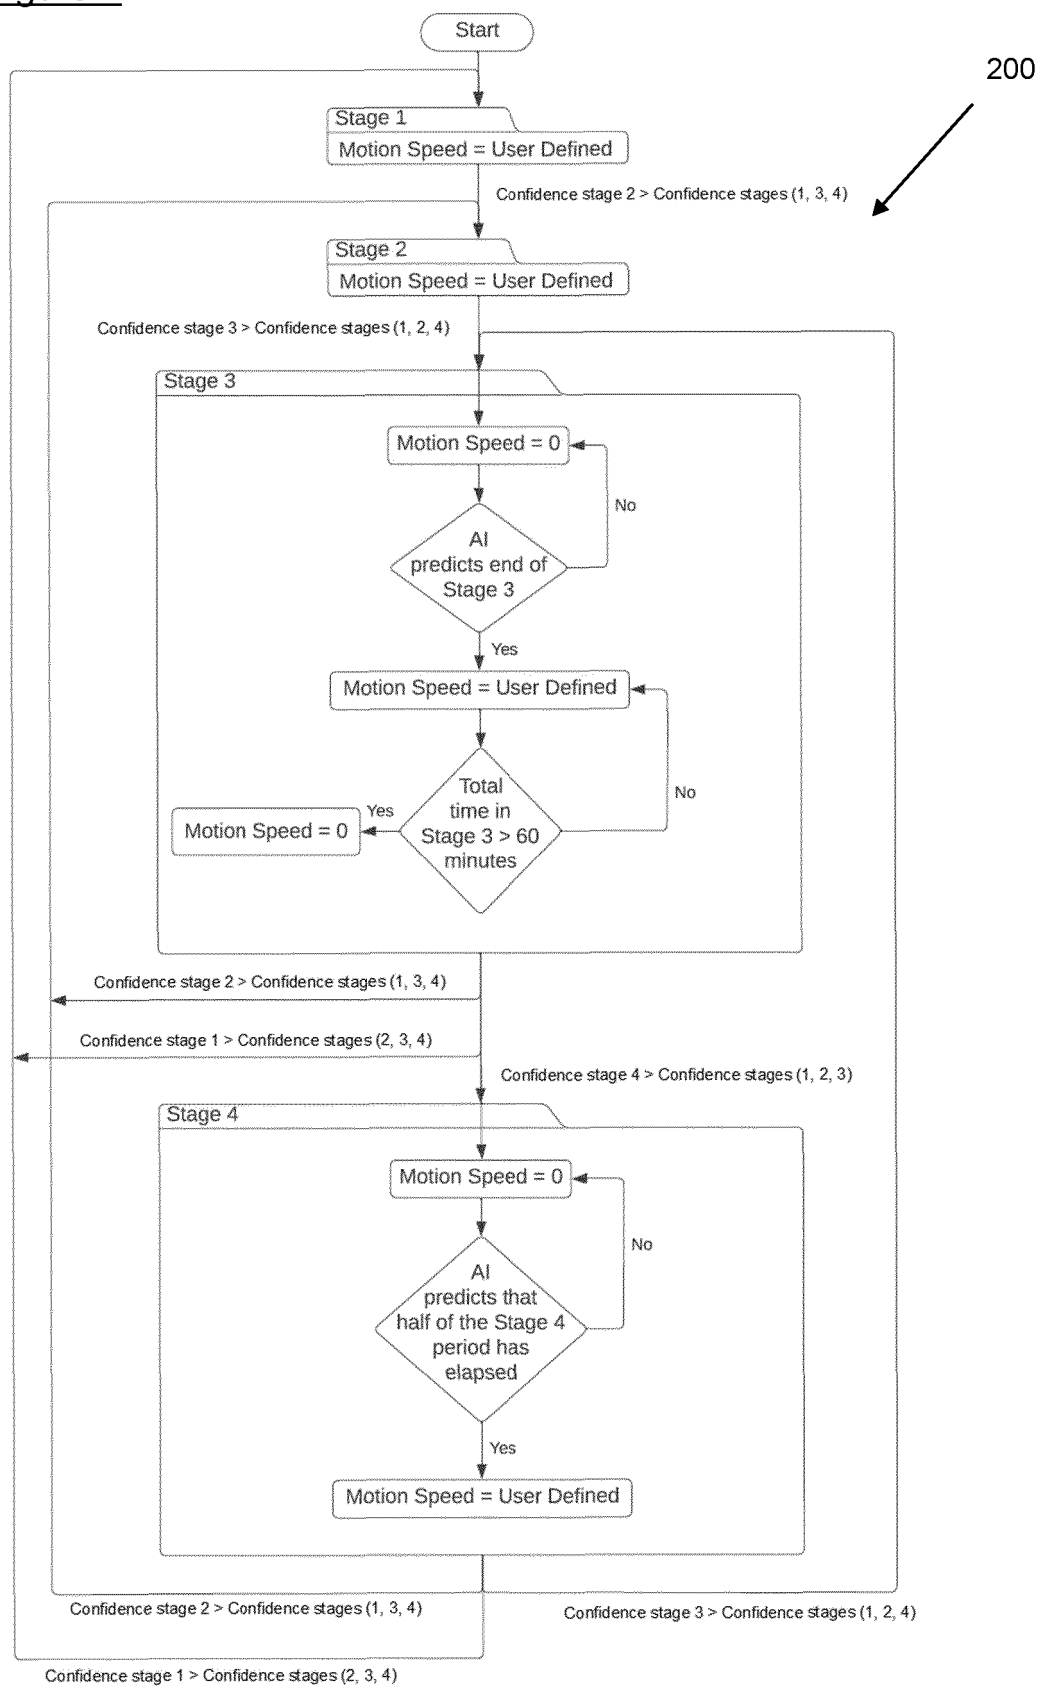 Start
200
Stage 1
Motion Speed = User Defined
Confidence stage 2 > Confidence stages (1, 3, 4)
Stage 2
Motion Speed = User Defined
Confidence stage 3 > Confidence stages (1, 2, 4)
Stage 3
Motion Speed = 0
No
AI
predicts end of
Stage 3
Yes
Motion Speed = User Defined
Total
time in
Stage 3 > 60
minutes
No
Yes
Motion Speed = 0
Confidence stage 2 > Confidence stages (1, 3, 4)
Confidence stage 1 > Confidence stages (2, 3, 4)
Confidence stage 4 > Confidence stages (1, 2, 3)
Stage 4
Motion Speed = 0
No
AI
predicts that
half of the Stage 4
period has
elapsed
Yes
Motion Speed = User Defined
Confidence stage 2 > Confidence stages (1, 3, 4)
Confidence stage 3 > Confidence stages (1, 2, 4)
Confidence stage 1 > Confidence stages (2, 3, 4)